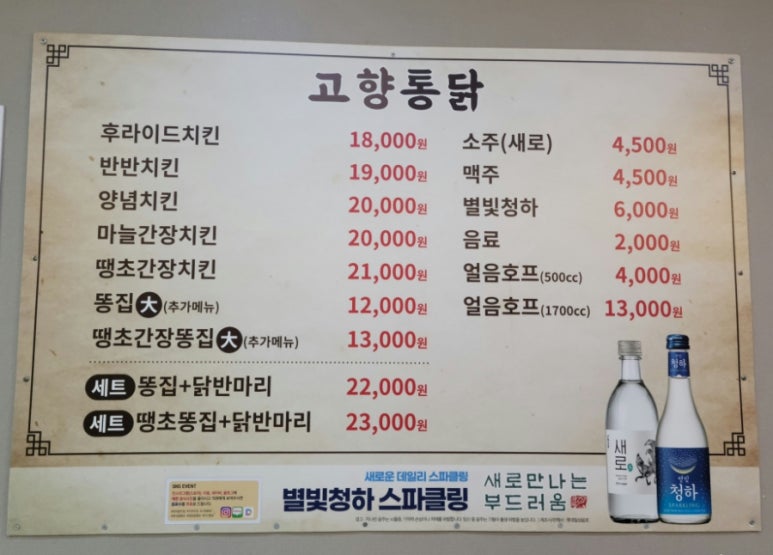 고향통닭
후라이드치킨 18,000원
반반치킨 19,000원
양념치킨 20,000원
마늘간장치킨 20,000원
땡초간장치킨 21,000원
똥집 大 (추가메뉴) 12,000원
땡초간장똥집 大 (추가메뉴) 13,000원
세트 똥집+닭반마리 22,000원
세트 땡초똥집+닭반마리 23,000원
소주(새로) 4,500원
맥주 4,500원
별빛청하 6,000원
음료 2,000원
얼음호프(500cc) 4,000원
얼음호프(1700cc) 13,000원
SNS EVENT
새로운 데일리 스파클링
별빛청하 스파클링
새로만나는
부드러움
새로
청하
별빛
청하
SPARKLING